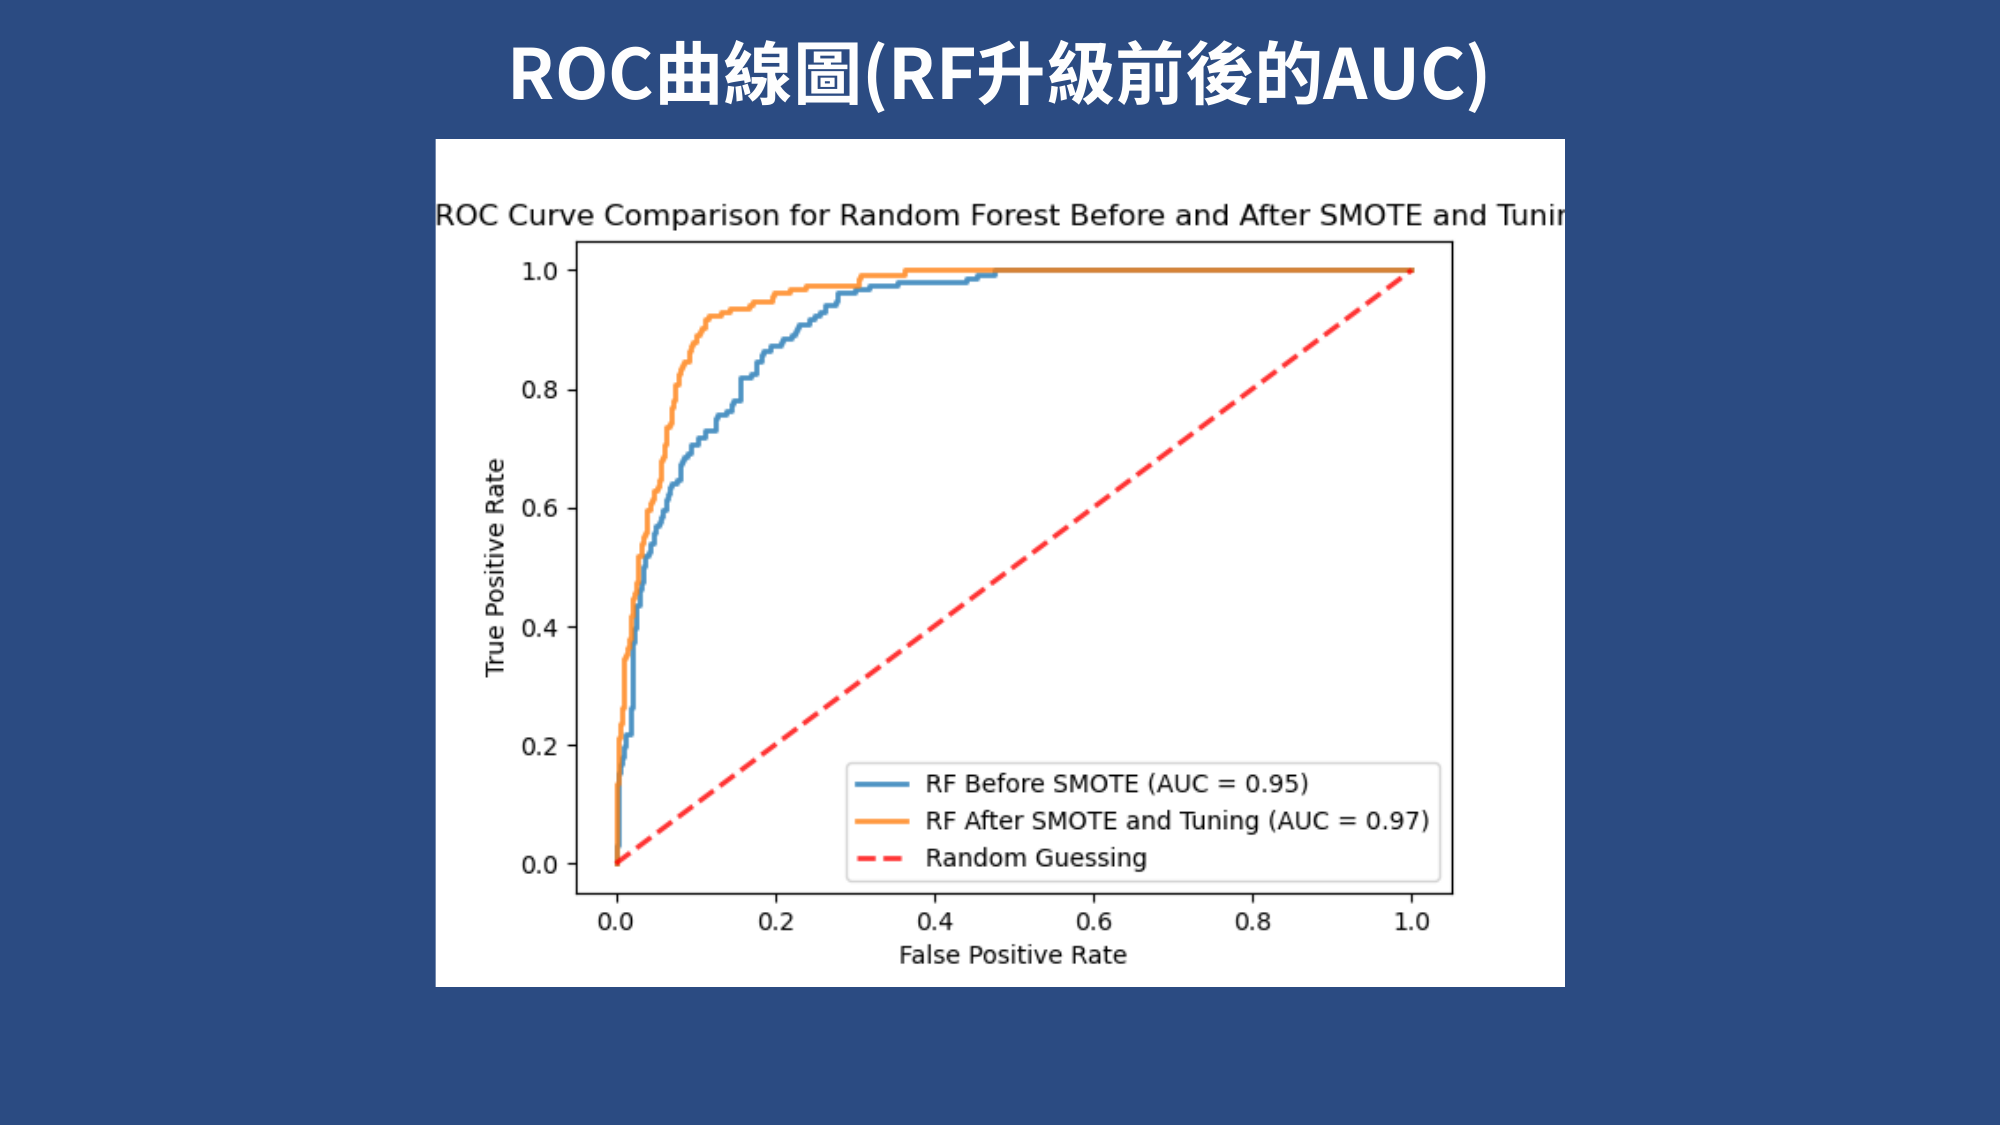 ROC曲線圖(RF升級前後的AUC)
ROC Curve Comparison for Random Forest Before and After SMOTE and Tunin
1.0
0.8
0.6
0.4
0.2
0.0
True Positive Rate
RF Before SMOTE (AUC = 0.95)
RF After SMOTE and Tuning (AUC = 0.97)
Random Guessing
0.0 0.2 0.4 0.6 0.8 1.0
False Positive Rate